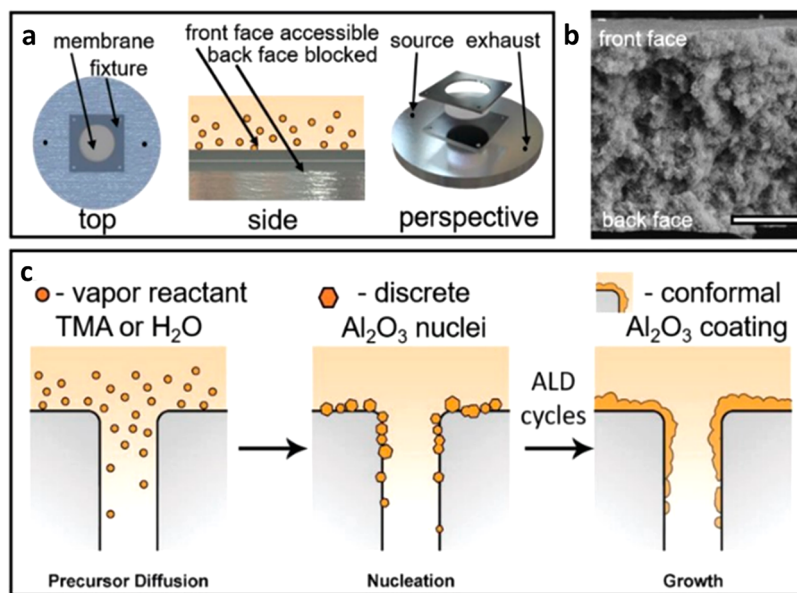 a
membrane
fixture
top
front face accessible
back face blocked
side
source
exhaust
perspective
b
front face
back face
c
- vapor reactant
TMA or H₂O
- discrete
Al₂O₃ nuclei
- conformal
Al₂O₃ coating
ALD
cycles
Precursor Diffusion
Nucleation
Growth